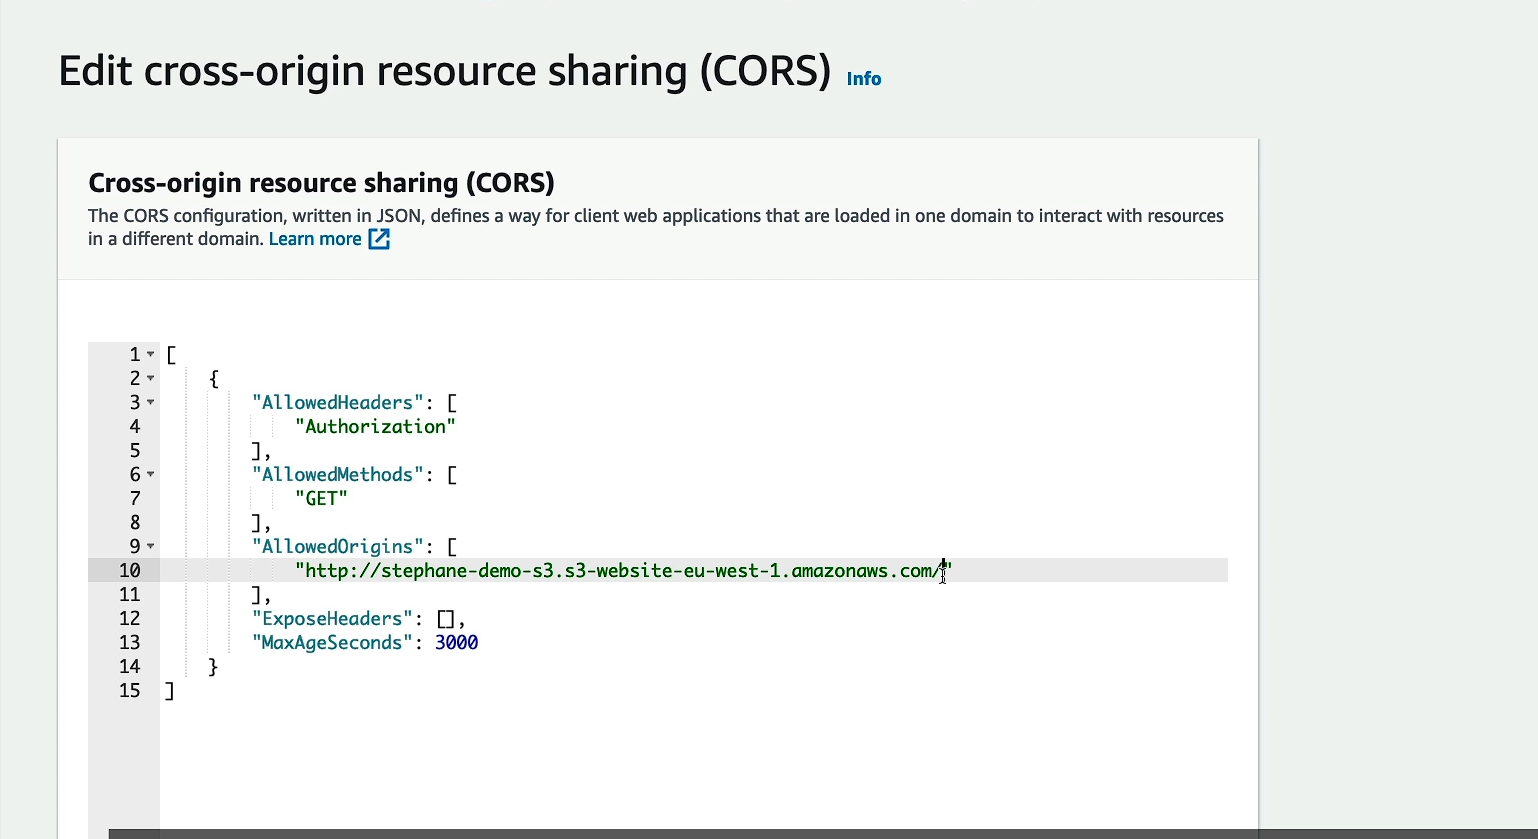 Edit cross-origin resource sharing (CORS) Info
Cross-origin resource sharing (CORS)
The CORS configuration, written in JSON, defines a way for client web applications that are loaded in one domain to interact with resources
in a different domain. Learn more
1 [
2 {
3 "AllowedHeaders": [
4 "Authorization"
5 ],
6 "AllowedMethods": [
7 "GET"
8 ],
9 "AllowedOrigins": [
10 "http://stephane-demo-s3.s3-website-eu-west-1.amazonaws.com/"
11 ],
12 "ExposeHeaders": [],
13 "MaxAgeSeconds": 3000
14 }
15 ]